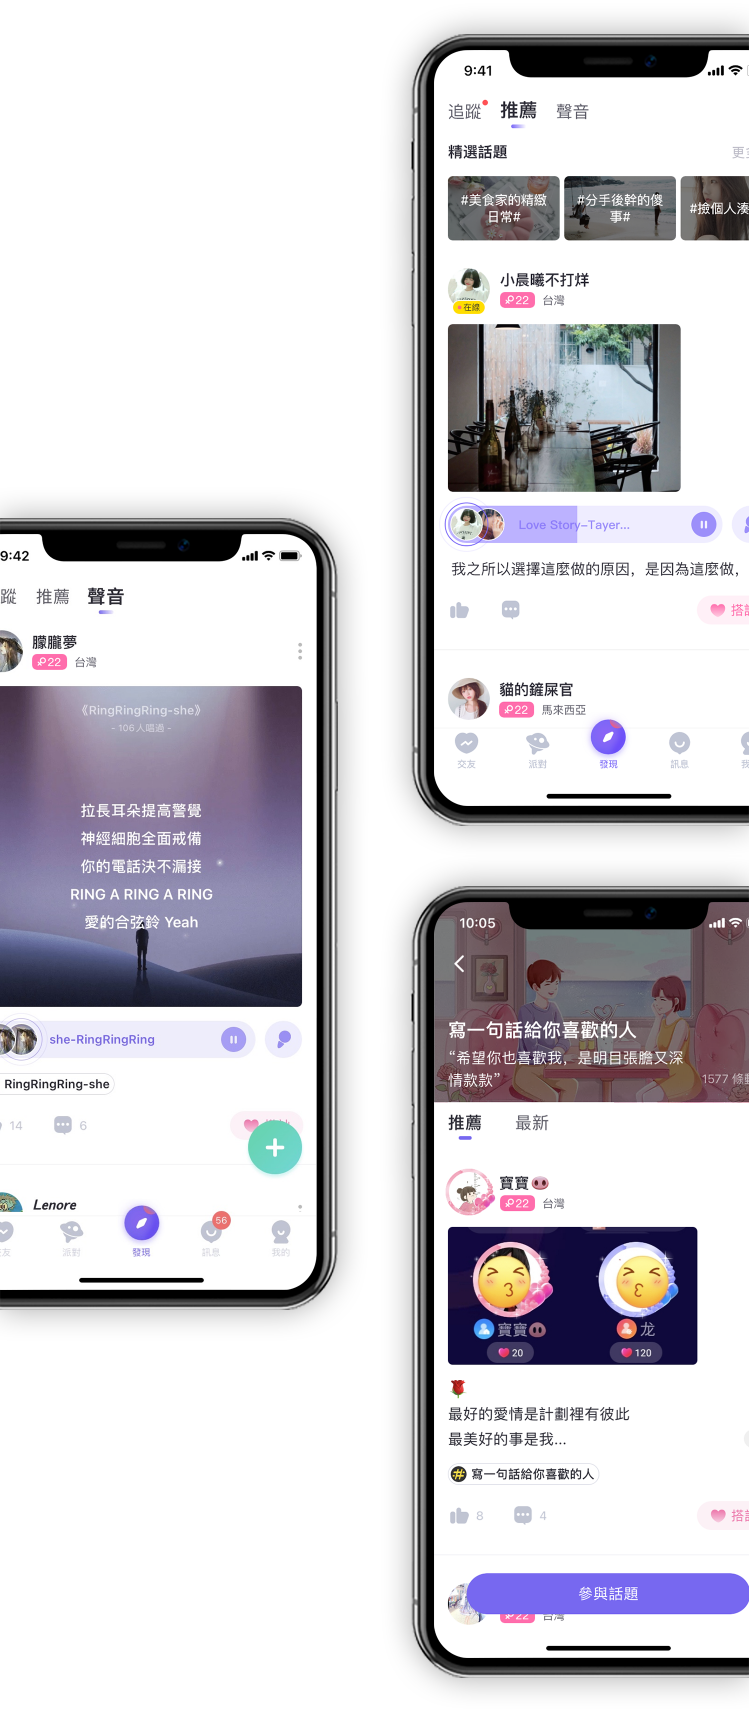 9:41
追蹤 推薦 聲音
精選話題
#美食家的精緻
日常#
#分手後幹的傻
事#
#撿個人湊
小晨曦不打烊
在線
22 台灣
Love Story-Tayer...
我之所以選擇這麼做的原因，是因為這麼做，
貓的鏟屎官
22 馬來西亞
交友 派對 發現 訊息
9:42
蹤 推薦 聲音
朦朧夢
22 台灣
《RingRingRing-she》
- 106人唱過 -
拉長耳朵提高警覺
神經細胞全面戒備
你的電話決不漏接
RING A RING A RING
愛的合弦鈴 Yeah
she-RingRingRing
RingRingRing-she
14 6
Lenore
友 派對 發現 訊息 56 我的
10:05
寫一句話給你喜歡的人
“希望你也喜歡我，是明目張膽又深
情款款”
1577 條
推薦 最新
寶寶
22 台灣
寶寶 龙
20 120
最好的愛情是計劃裡有彼此
最美好的事是我...
寫一句話給你喜歡的人
8 4
參與話題
22 台灣